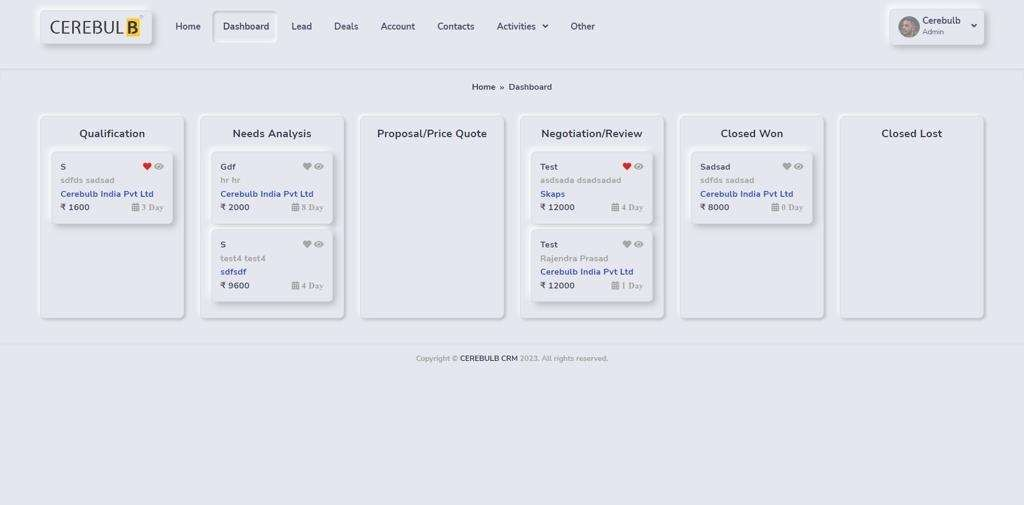 CEREBULB
Home
Dashboard
Lead
Deals
Account
Contacts
Activities
Other
Cerebulb
Admin
Home » Dashboard
Qualification
S
sdfds sadsad
Cerebulb India Pvt Ltd
₹ 1600
3 Day
Needs Analysis
Gdf
hr hr
Cerebulb India Pvt Ltd
₹ 2000
8 Day
S
test4 test4
sdfsdf
₹ 9600
4 Day
Proposal/Price Quote
Negotiation/Review
Test
asdsada dsadsadad
Skaps
₹ 12000
4 Day
Test
Rajendra Prasad
Cerebulb India Pvt Ltd
₹ 12000
1 Day
Closed Won
Sadsad
sdfds sadsad
Cerebulb India Pvt Ltd
₹ 8000
0 Day
Closed Lost
Copyright © CEREBULB CRM 2023. All rights reserved.